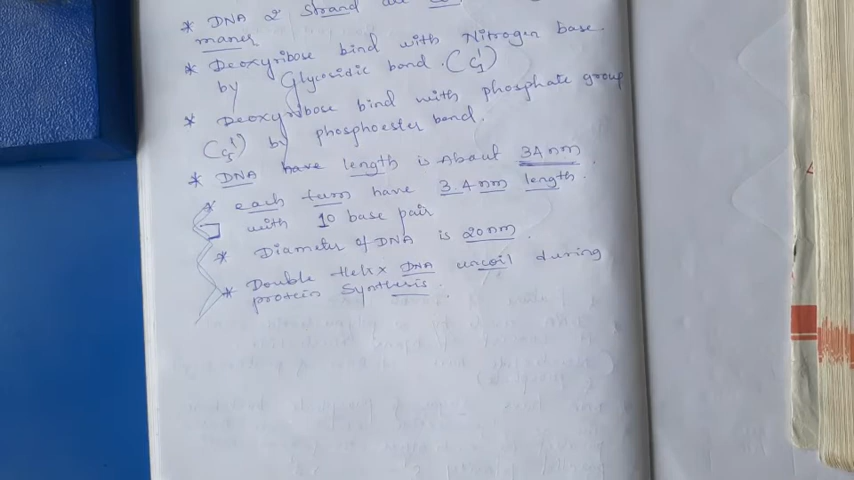 * DNA 2 strand are
maner
* Deoxyribose bind with Nitrogen base.
by Glycosidic bond. (C1')
* Deoxyribose bind with phosphate group
(C5') by phosphoester bond.
* DNA have length is About 34nm.
* each turn have 3.4nm length.
with 10 base pair
* Diameter of DNA is 20nm.
* Double Helix DNA uncoil during
protein Synthesis.